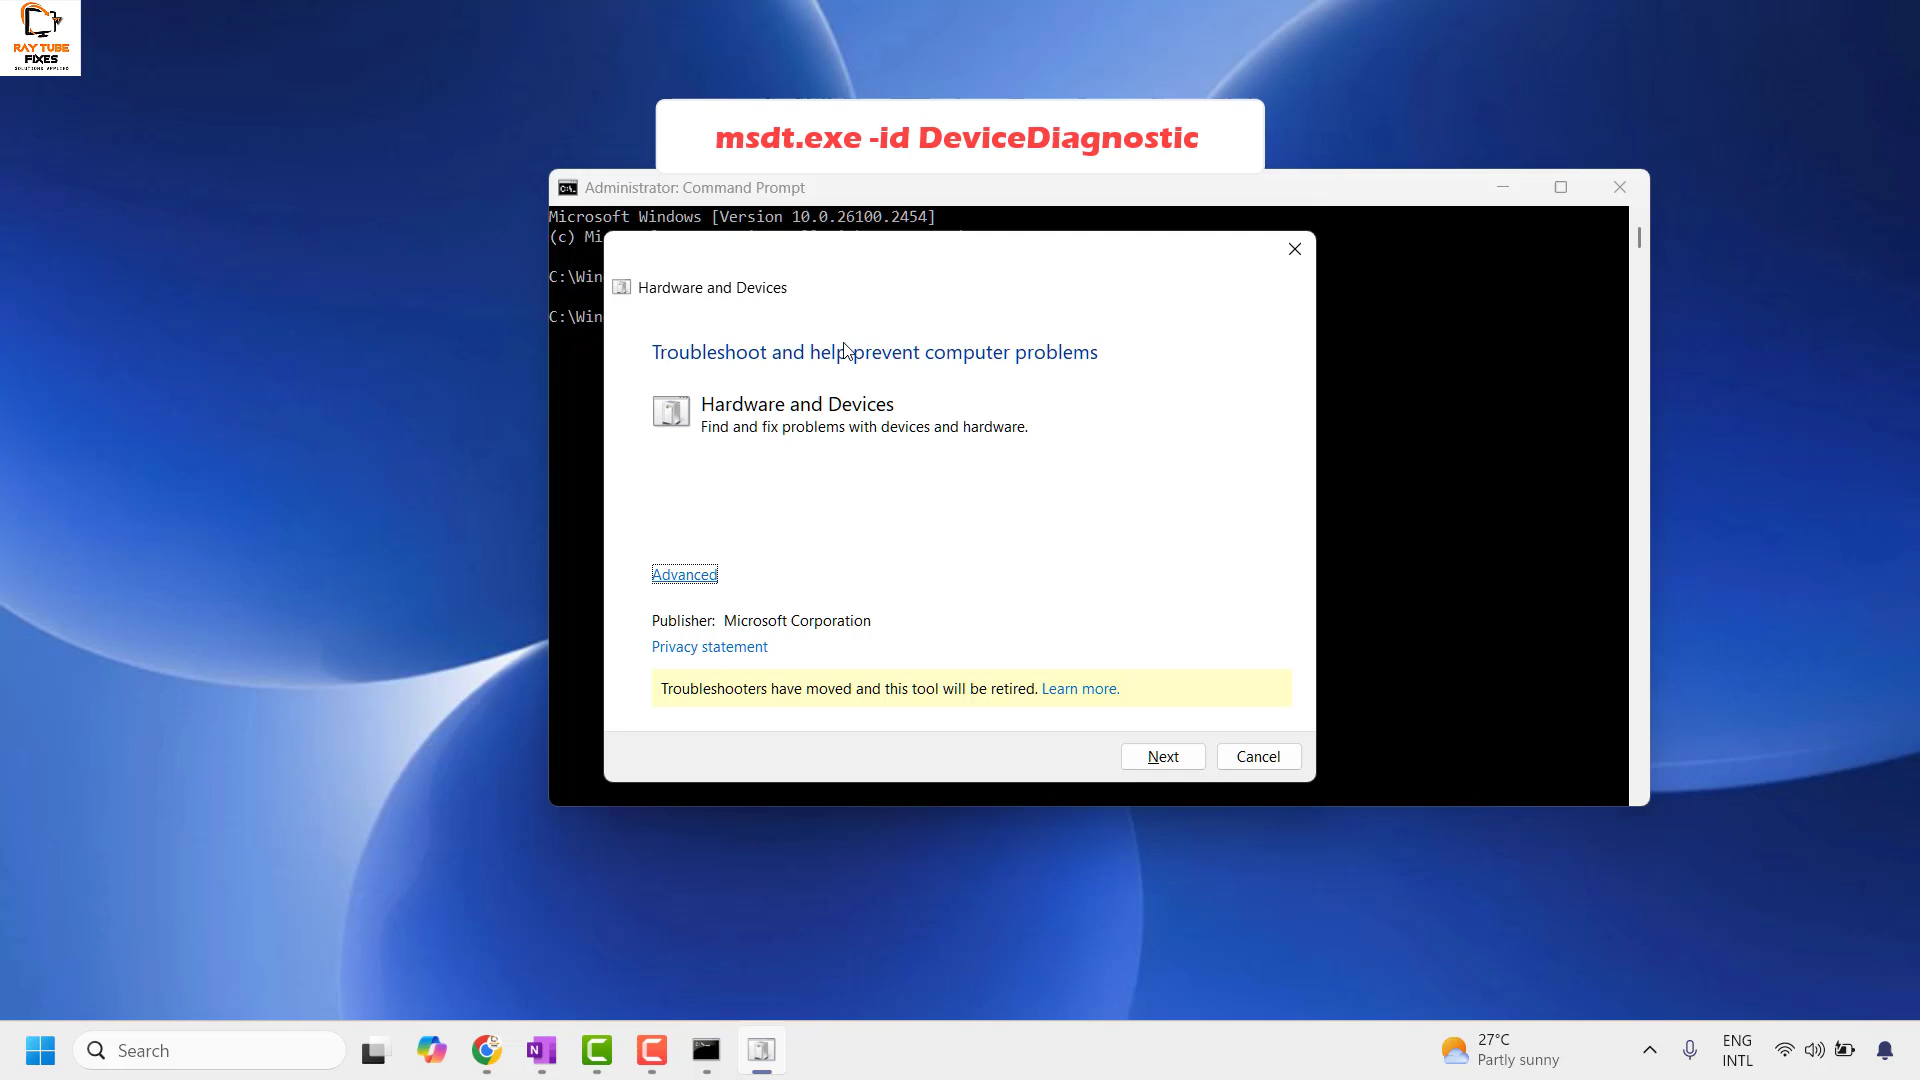 RAY TUBE
FIXES
SOLUTIONS APPLIED
msdt.exe -id DeviceDiagnostic
Administrator: Command Prompt
Microsoft Windows [Version 10.0.26100.2454]
(c) Mi
C:\Win
C:\Win
Hardware and Devices
Troubleshoot and help prevent computer problems
Hardware and Devices
Find and fix problems with devices and hardware.
Advanced
Publisher: Microsoft Corporation
Privacy statement
Troubleshooters have moved and this tool will be retired. Learn more.
Next
Cancel
Search
27°C
Partly sunny
ENG
INTL